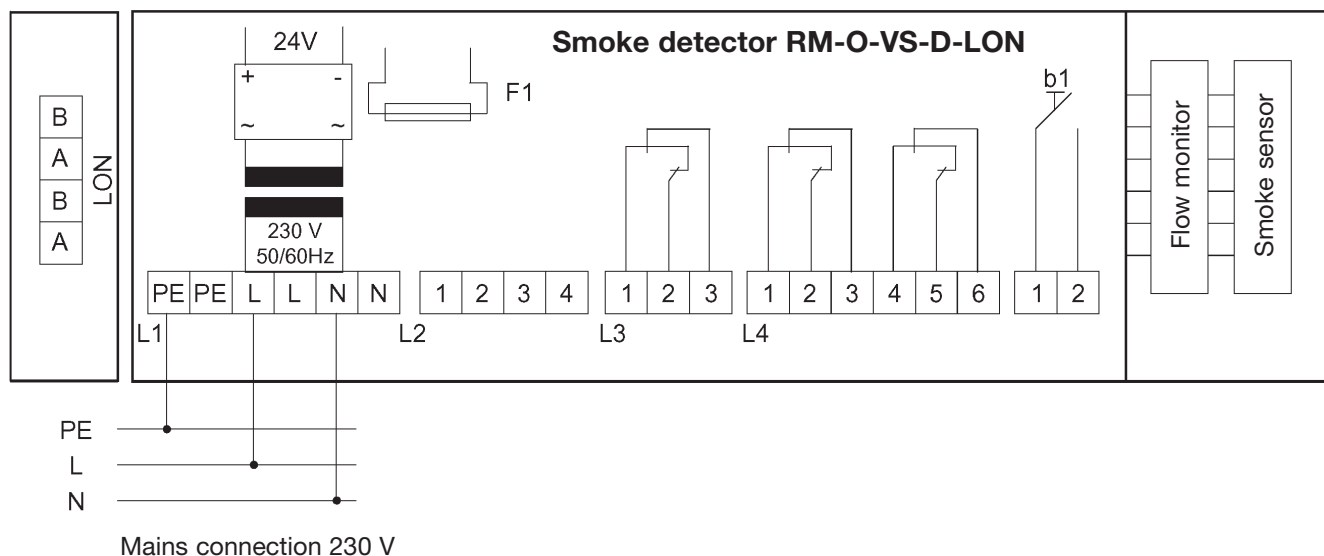 Smoke detector RM-O-VS-D-LON
24V
+ -
~ ~
F1
b1
B
A
B
A
LON
230 V
50/60Hz
PE PE L L N N
1 2 3 4
1 2 3
1 2 3 4 5 6
1 2
L1
L2
L3
L4
Flow monitor
Smoke sensor
PE
L
N
Mains connection 230 V